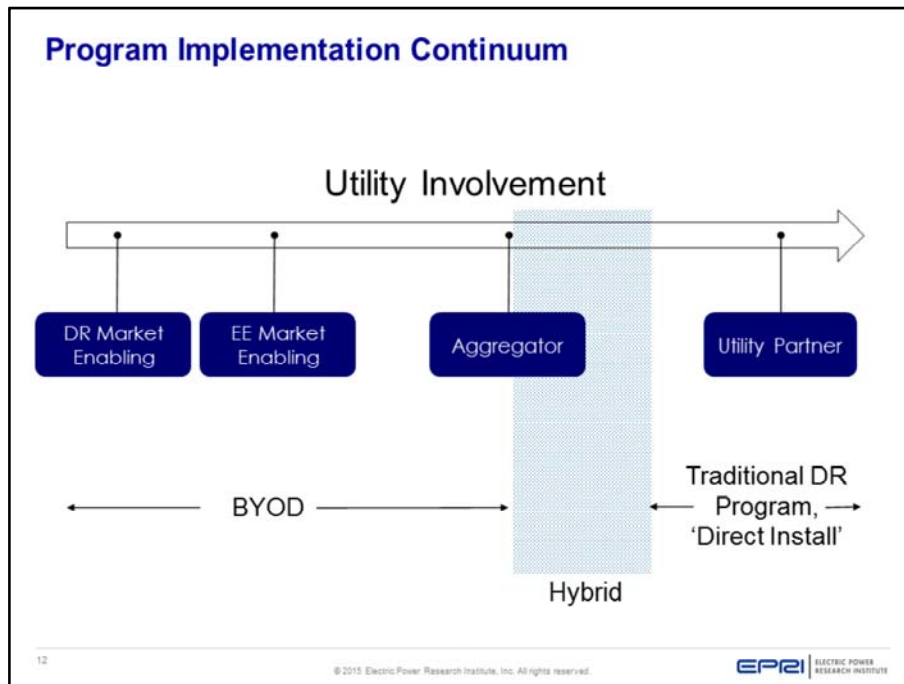 Program Implementation Continuum
Utility Involvement
DR Market
Enabling
EE Market
Enabling
Aggregator
Utility Partner
BYOD
Traditional DR
Program,
‘Direct Install’
Hybrid
12
© 2015 Electric Power Research Institute, Inc. All rights reserved.
EPRI
ELECTRIC POWER
RESEARCH INSTITUTE